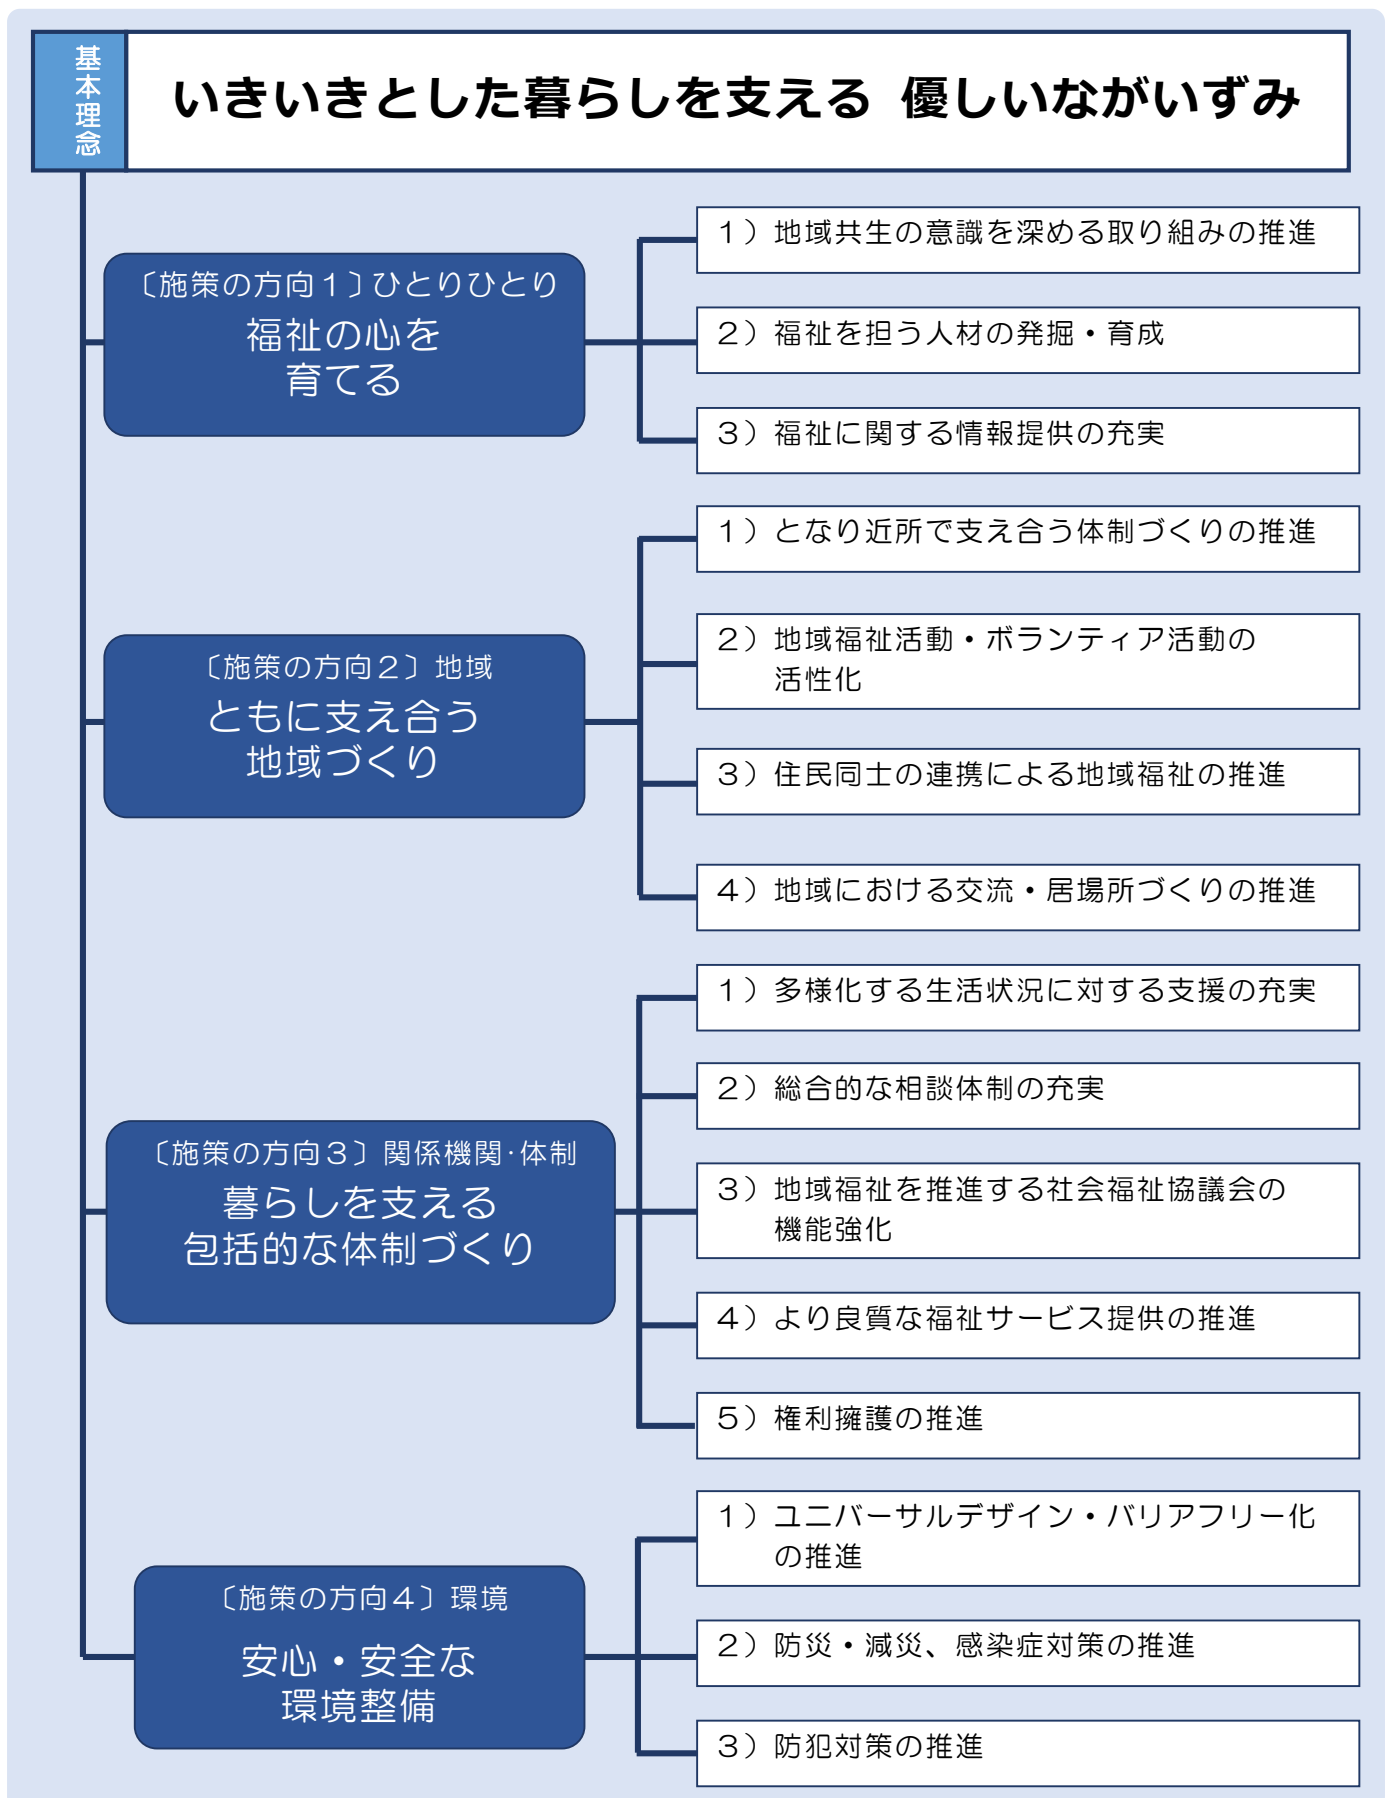 基本理念
いきいきとした暮らしを支える 優しいながいずみ
〔施策の方向１〕ひとりひとり
福祉の心を
育てる
１）地域共生の意識を深める取り組みの推進
２）福祉を担う人材の発掘・育成
３）福祉に関する情報提供の充実
〔施策の方向２〕地域
ともに支え合う
地域づくり
１）となり近所で支え合う体制づくりの推進
２）地域福祉活動・ボランティア活動の
活性化
３）住民同士の連携による地域福祉の推進
４）地域における交流・居場所づくりの推進
〔施策の方向３〕関係機関･体制
暮らしを支える
包括的な体制づくり
１）多様化する生活状況に対する支援の充実
２）総合的な相談体制の充実
３）地域福祉を推進する社会福祉協議会の
機能強化
４）より良質な福祉サービス提供の推進
５）権利擁護の推進
〔施策の方向４〕環境
安心・安全な
環境整備
１）ユニバーサルデザイン・バリアフリー化
の推進
２）防災・減災、感染症対策の推進
３）防犯対策の推進